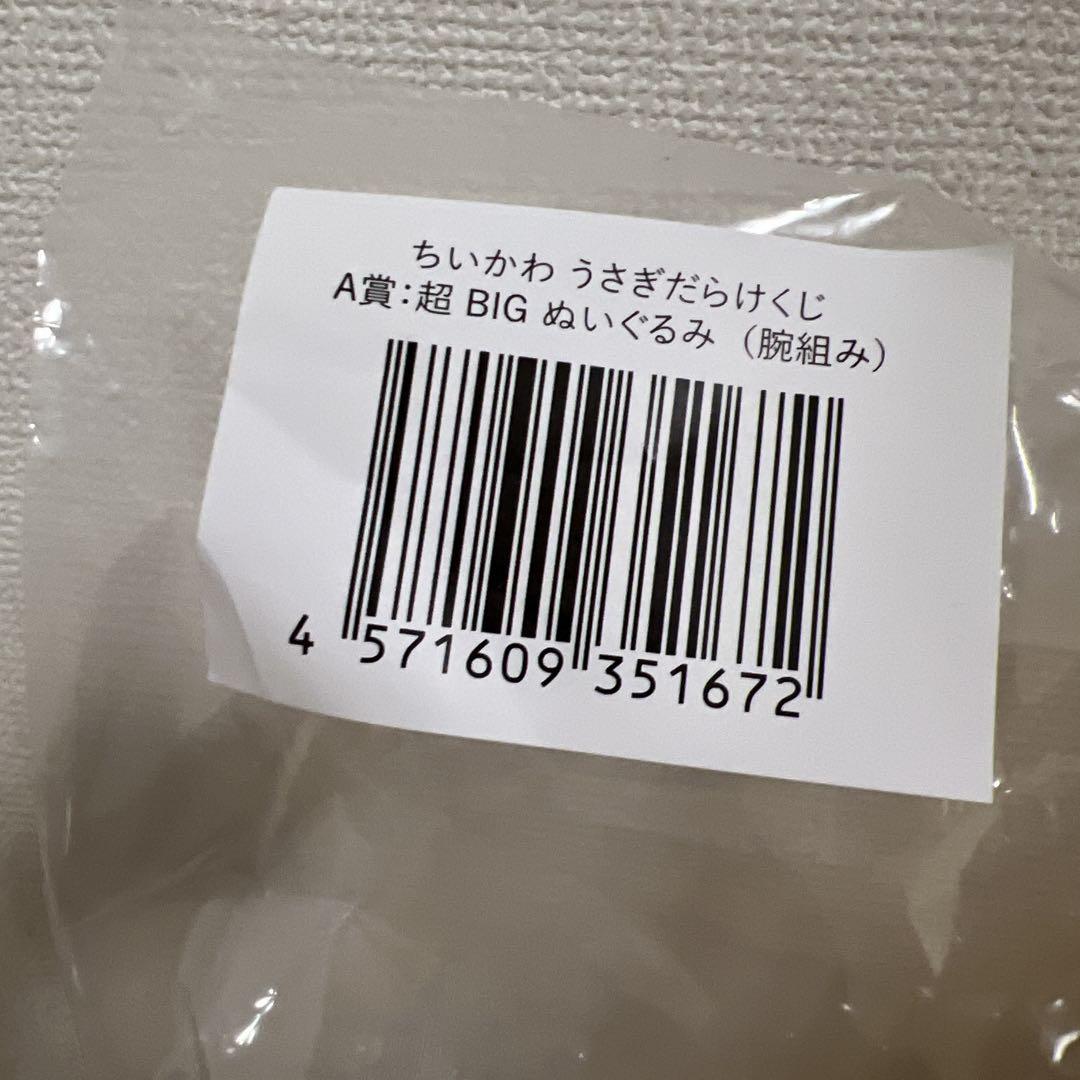 ちいかわ うさぎだらけくじ
A賞:超 BIG ぬいぐるみ (腕組み)
4 571609 351672